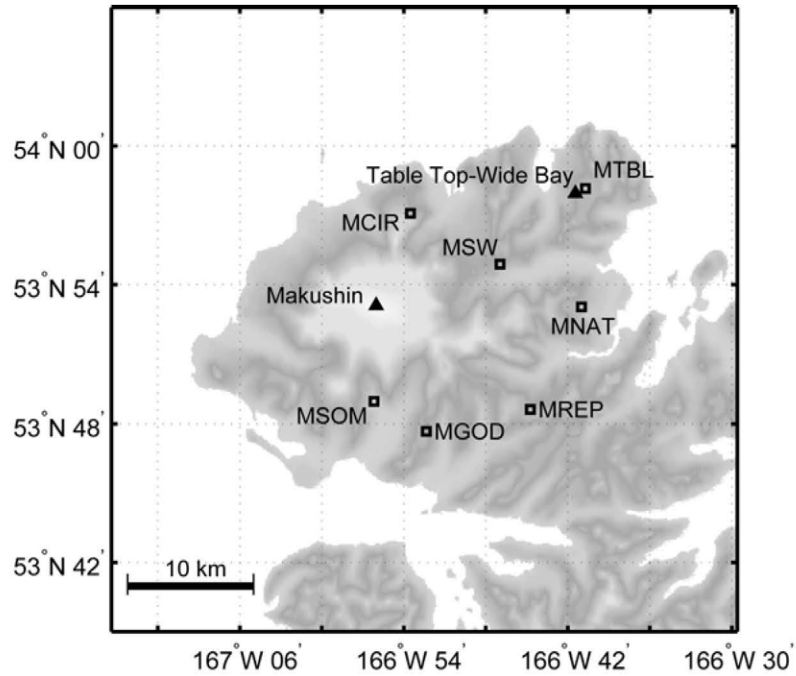 54° N 00'
Table Top-Wide Bay
MTBL
MCIR
MSW
53° N 54'
Makushin
MNAT
MSOM
MGOD
MREP
53° N 48'
53° N 42'
10 km
167° W 06'
166° W 54'
166° W 42'
166° W 30'